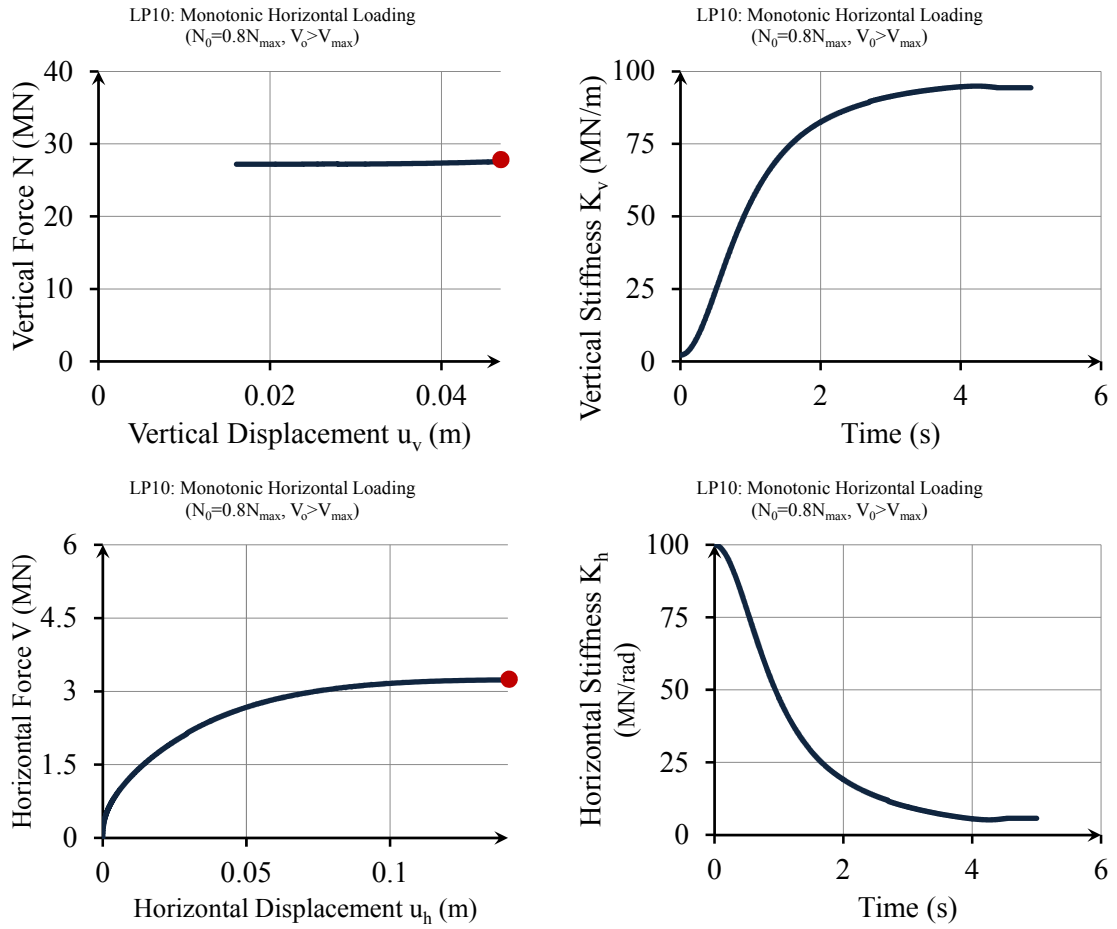 LP10: Monotonic Horizontal Loading
(N₀=0.8Nₘₐₓ, Vₒ>Vₘₐₓ)
40
30
20
10
0
0
0.02
0.04
Vertical Force N (MN)
Vertical Displacement uᵥ (m)
LP10: Monotonic Horizontal Loading
(N₀=0.8Nₘₐₓ, V₀>Vₘₐₓ)
100
75
50
25
0
0
2
4
6
Vertical Stiffness Kᵥ (MN/m)
Time (s)
LP10: Monotonic Horizontal Loading
(N₀=0.8Nₘₐₓ, Vₒ>Vₘₐₓ)
6
4.5
3
1.5
0
0
0.05
0.1
Horizontal Force V (MN)
Horizontal Displacement uₕ (m)
LP10: Monotonic Horizontal Loading
(N₀=0.8Nₘₐₓ, V₀>Vₘₐₓ)
100
75
50
25
0
0
2
4
6
Horizontal Stiffness Kₕ
(MN/rad)
Time (s)